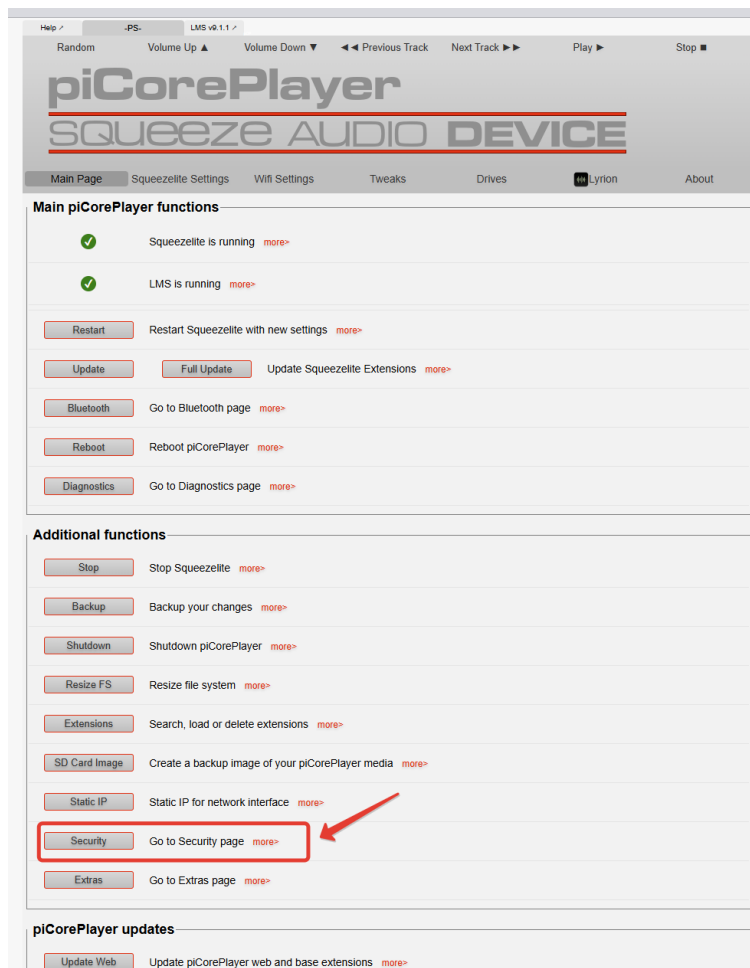 Help ↗ -PS- LMS v9.1.1 ↗
Random Volume Up ▲ Volume Down ▼ ◄◄ Previous Track Next Track ►► Play ► Stop ■
piCorePlayer
SQUEEZE AUDIO DEVICE
Main Page Squeezelite Settings Wifi Settings Tweaks Drives Lyrion About
Main piCorePlayer functions
Squeezelite is running more>
LMS is running more>
Restart Restart Squeezelite with new settings more>
Update Full Update Update Squeezelite Extensions more>
Bluetooth Go to Bluetooth page more>
Reboot Reboot piCorePlayer more>
Diagnostics Go to Diagnostics page more>
Additional functions
Stop Stop Squeezelite more>
Backup Backup your changes more>
Shutdown Shutdown piCorePlayer more>
Resize FS Resize file system more>
Extensions Search, load or delete extensions more>
SD Card Image Create a backup image of your piCorePlayer media more>
Static IP Static IP for network interface more>
Security Go to Security page more>
Extras Go to Extras page more>
piCorePlayer updates
Update Web Update piCorePlayer web and base extensions more>